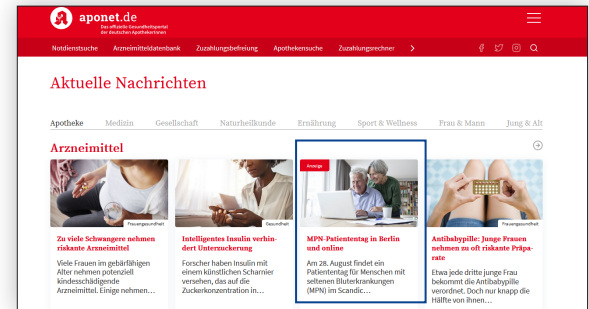 aponet.de
Das offizielle Gesundheitsportal
der deutschen ApothekerInnen
Notdienstsuche Arzneimitteldatenbank Zuzahlungsbefreiung Apothekensuche Zuzahlungsrechner
Aktuelle Nachrichten
Apotheke Medizin Gesellschaft Naturheilkunde Ernährung Sport & Wellness Frau & Mann Jung & Alt
Arzneimittel
Frauengesundheit
Zu viele Schwangere nehmen
riskante Arzneimittel
Viele Frauen im gebärfähigen
Alter nehmen potenziell
kindesschädigende
Arzneimittel. Einige nehmen…
Gesundheit
Intelligentes Insulin verhin-
dert Unterzuckerung
Forscher haben Insulin mit
einem künstlichen Scharnier
versehen, das auf die
Zuckerkonzentration in…
Anzeige
MPN-Patiententag in Berlin
und online
Am 28. August findet ein
Patiententag für Menschen mit
seltenen Bluterkrankungen
(MPN) im Scandic…
Frauengesundheit
Antibabypille: Junge Frauen
nehmen zu oft riskante Präpa-
rate
Etwa jede dritte junge Frau
bekommt die Antibabypille
verordnet. Doch nur knapp die
Hälfte von ihnen…